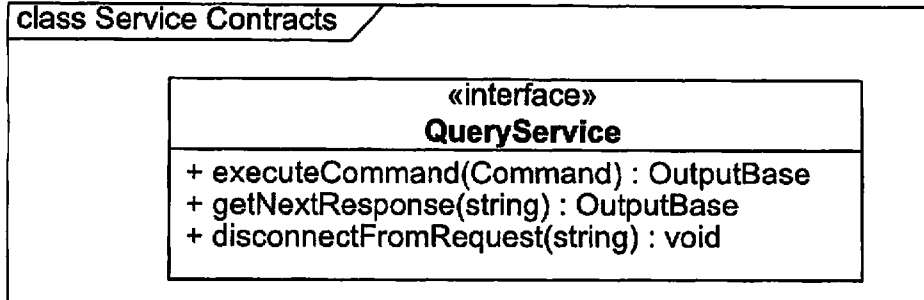 class Service Contracts
«interface»
QueryService
+ executeCommand(Command) : OutputBase
+ getNextResponse(string) : OutputBase
+ disconnectFromRequest(string) : void